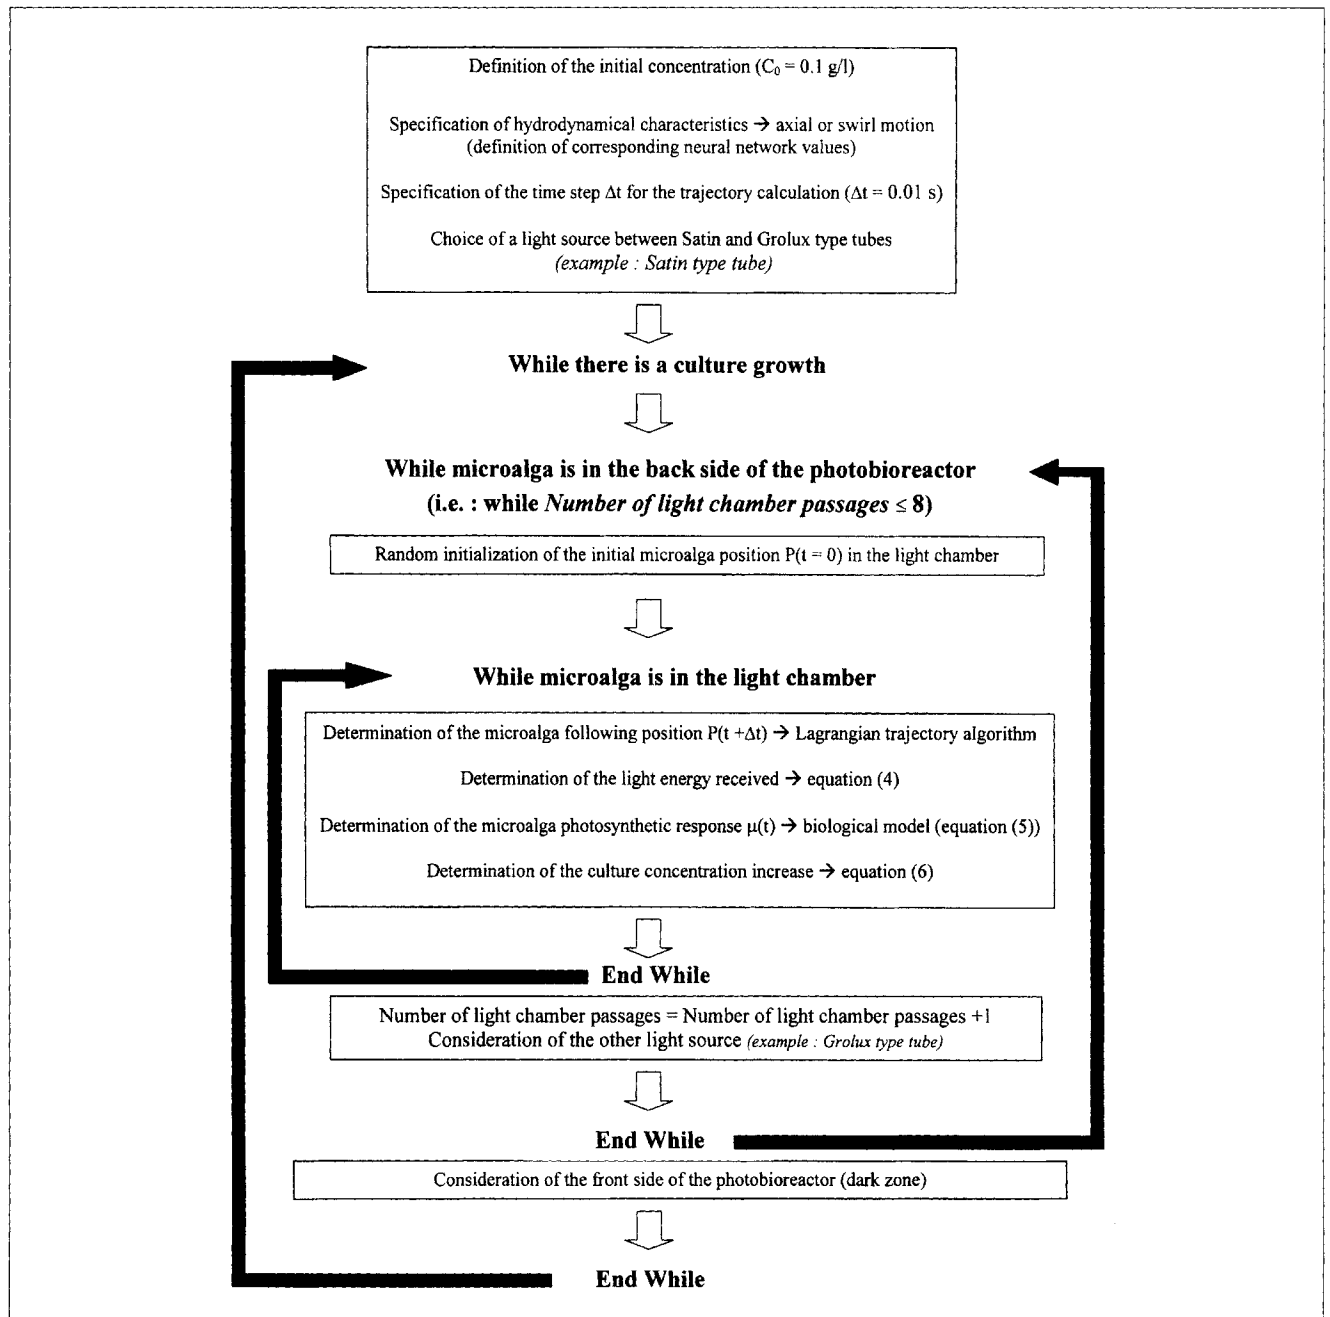 Definition of the initial concentration (C₀ = 0.1 g/l)
Specification of hydrodynamical characteristics → axial or swirl motion
(definition of corresponding neural network values)
Specification of the time step Δt for the trajectory calculation (Δt = 0.01 s)
Choice of a light source between Satin and Grolux type tubes
(example : Satin type tube)
While there is a culture growth
While microalga is in the back side of the photobioreactor
(i.e. : while Number of light chamber passages ≤ 8)
Random initialization of the initial microalga position P(t = 0) in the light chamber
While microalga is in the light chamber
Determination of the microalga following position P(t +Δt) → Lagrangian trajectory algorithm
Determination of the light energy received → equation (4)
Determination of the microalga photosynthetic response μ(t) → biological model (equation (5))
Determination of the culture concentration increase → equation (6)
End While
Number of light chamber passages = Number of light chamber passages +1
Consideration of the other light source (example : Grolux type tube)
End While
Consideration of the front side of the photobioreactor (dark zone)
End While